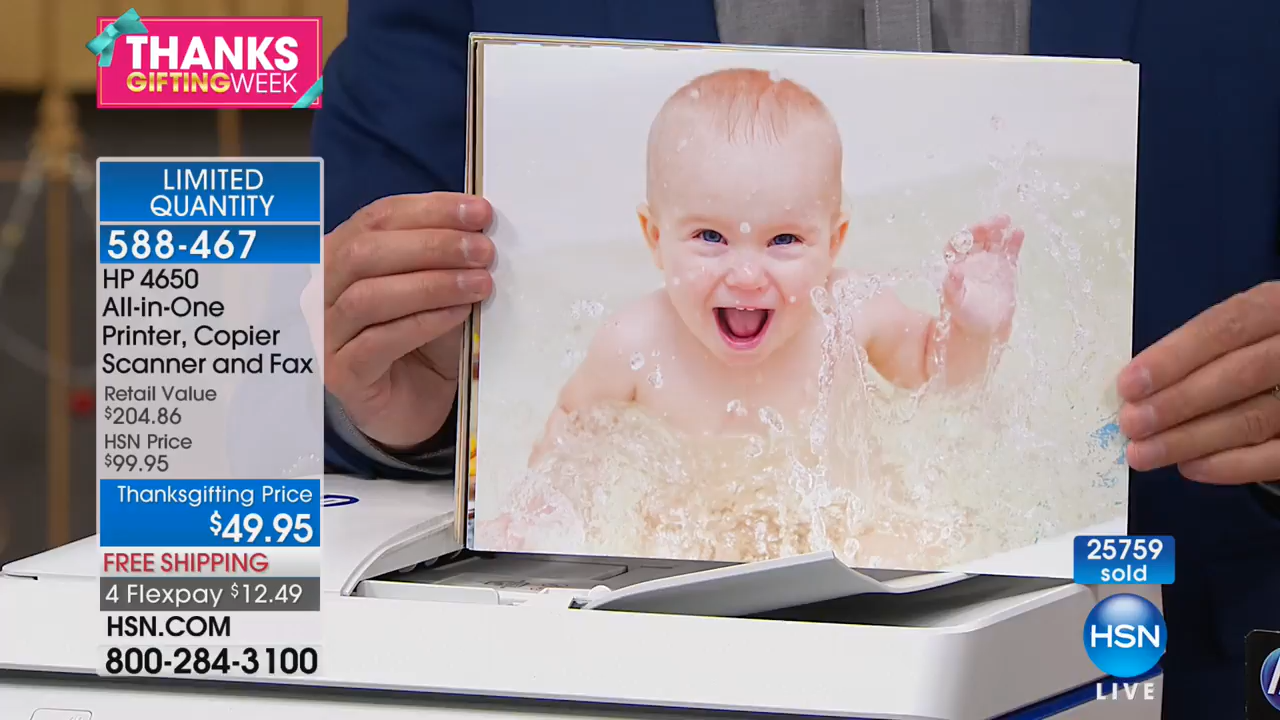 THANKS
GIFTINGWEEK
LIMITED
QUANTITY
588-467
HP 4650
All-in-One
Printer, Copier
Scanner and Fax
Retail Value
$204.86
HSN Price
$99.95
Thanksgifting Price
$49.95
FREE SHIPPING
4 Flexpay $12.49
HSN.COM
800-284-3100
25759
sold
HSN
LIVE